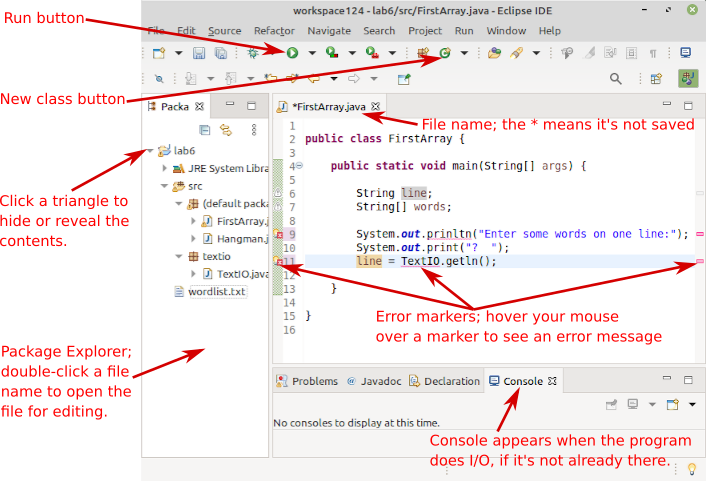 workspace124 - lab6/src/FirstArray.java - Eclipse IDE
Run button
File Edit Source Refactor Navigate Search Project Run Window Help
New class button
Packa
*FirstArray.java
File name; the * means it's not saved
1
2 public class FirstArray {
3
4 public static void main(String[] args) {
5
6 String line;
7 String[] words;
8
9 System.out.prinltn("Enter some words on one line:");
10 System.out.print("? ");
11 line = TextIO.getln();
12
13 }
14
15 }
16
lab6
JRE System Libra
src
(default packa
FirstArray.j
Hangman.j
textio
TextIO.java
wordlist.txt
Click a triangle to
hide or reveal the
contents.
Error markers; hover your mouse
over a marker to see an error message
Package Explorer;
double-click a file
name to open the
file for editing.
Problems @ Javadoc Declaration Console
No consoles to display at this time.
Console appears when the program
does I/O, if it's not already there.